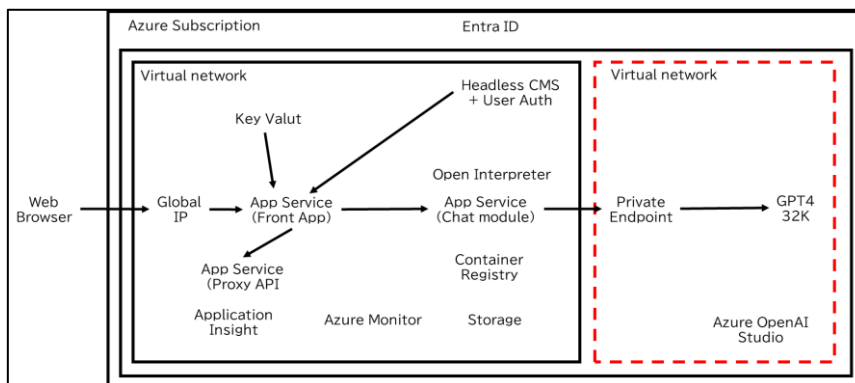 Azure Subscription
Entra ID
Virtual network
Virtual network
Headless CMS
+ User Auth
Key Valut
Open Interpreter
Web
Browser
Global
IP
App Service
(Front App)
App Service
(Chat module)
Private
Endpoint
GPT4
32K
App Service
(Proxy API
Container
Registry
Application
Insight
Azure Monitor
Storage
Azure OpenAI
Studio